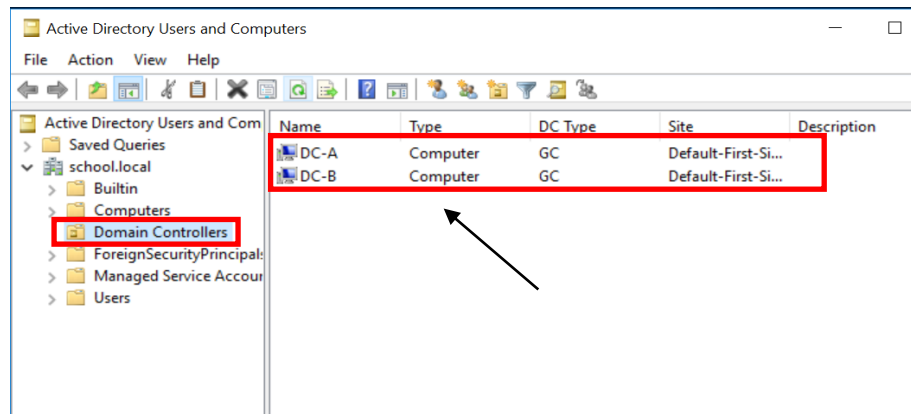 Active Directory Users and Computers
File Action View Help
Active Directory Users and Com
Saved Queries
school.local
Builtin
Computers
Domain Controllers
ForeignSecurityPrincipals
Managed Service Accour
Users
Name Type DC Type Site Description
DC-A Computer GC Default-First-Si...
DC-B Computer GC Default-First-Si...